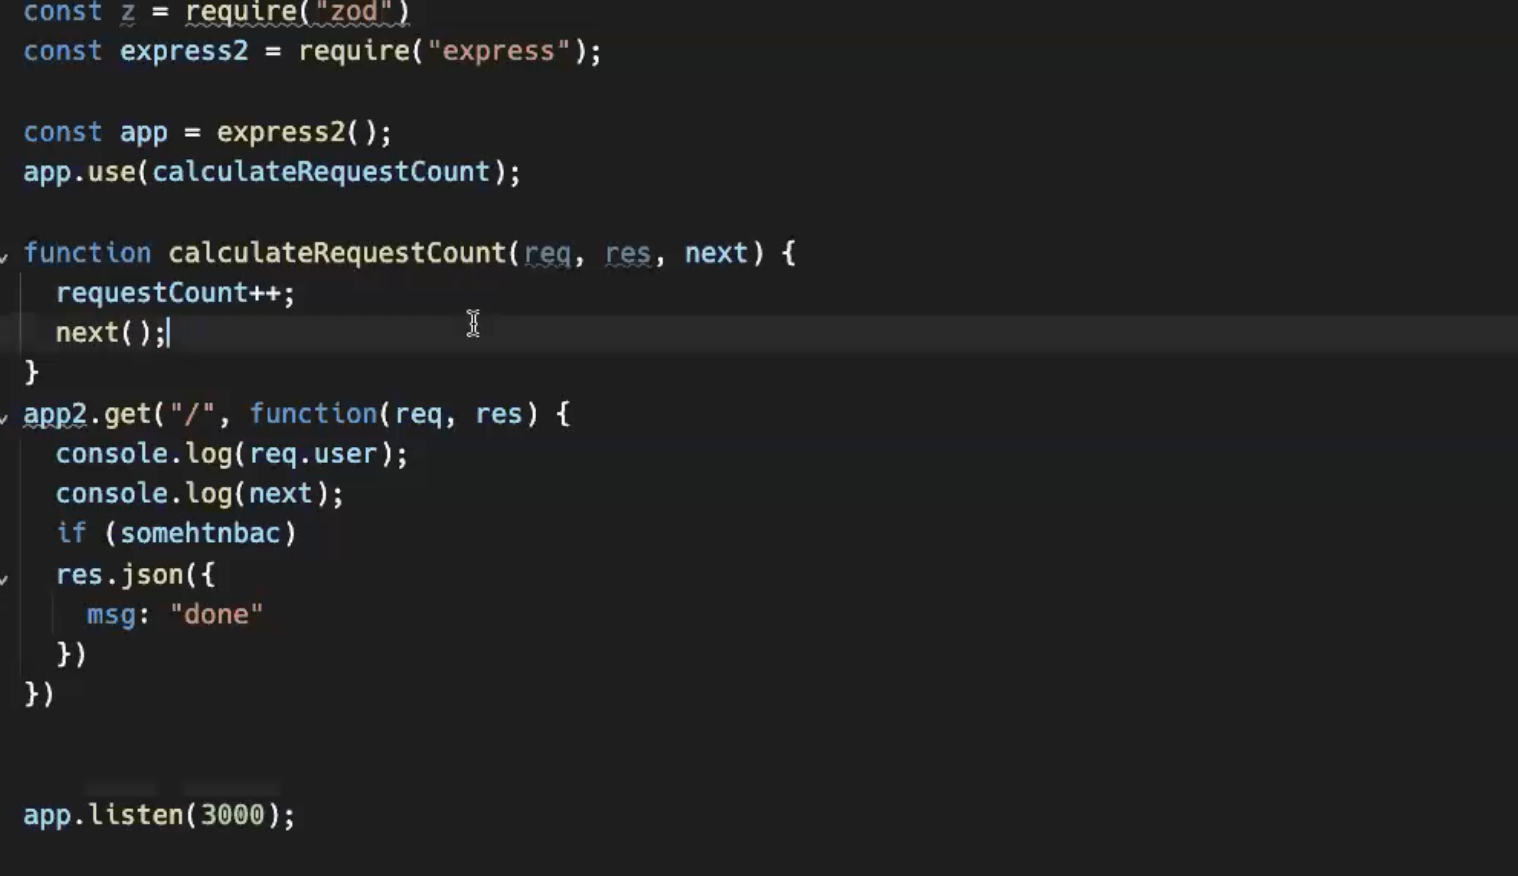 const z = require("zod")
const express2 = require("express");
const app = express2();
app.use(calculateRequestCount);
function calculateRequestCount(req, res, next) {
requestCount++;
next();
}
app2.get("/", function(req, res) {
console.log(req.user);
console.log(next);
if (somehtnbac)
res.json({
msg: "done"
})
})
app.listen(3000);